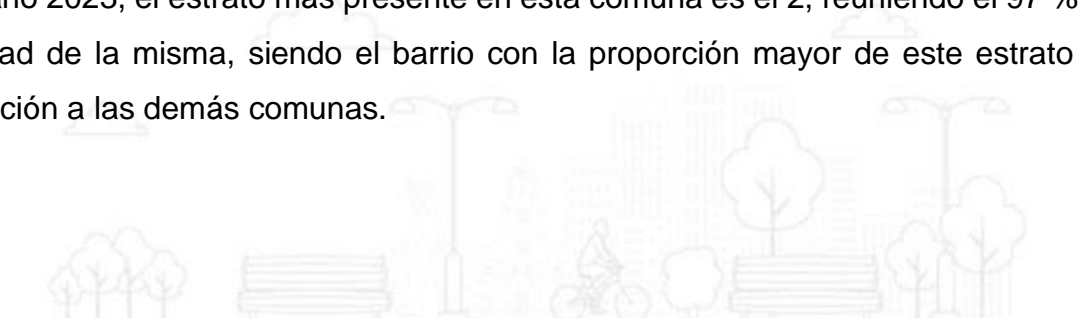 año 2023, el estrato más presente en esta comuna es el 2, reuniendo el 97 %
ad de la misma, siendo el barrio con la proporción mayor de este estrato
ción a las demás comunas.